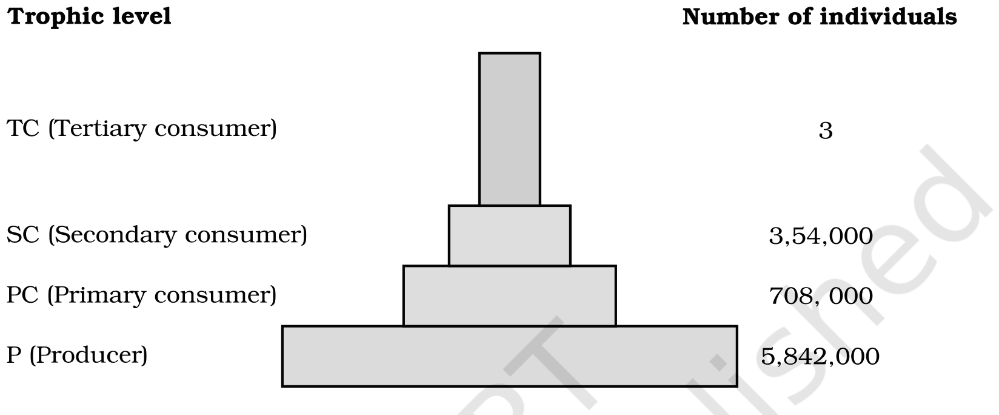 Trophic level Number of individuals
TC (Tertiary consumer) 3
SC (Secondary consumer) 3,54,000
PC (Primary consumer) 708, 000
P (Producer) 5,842,000